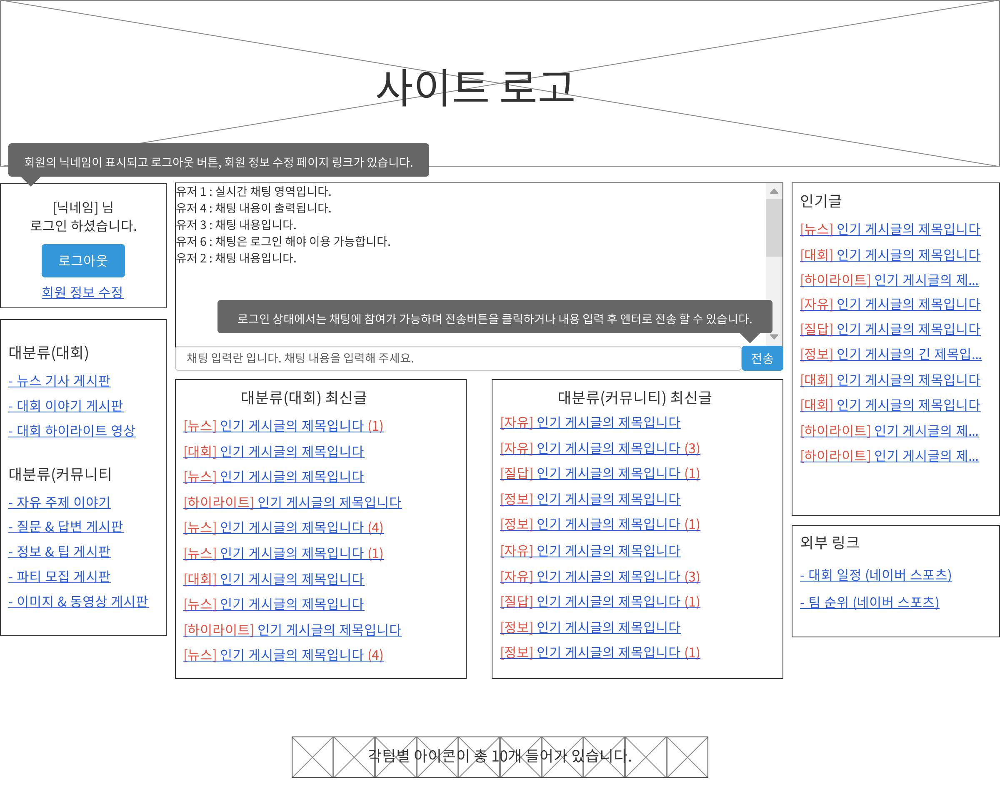 사이트 로고
회원의 닉네임이 표시되고 로그아웃 버튼, 회원 정보 수정 페이지 링크가 있습니다.
[닉네임] 님
로그인 하셨습니다.
로그아웃
회원 정보 수정
대분류(대회)
- 뉴스 기사 게시판
- 대회 이야기 게시판
- 대회 하이라이트 영상
대분류(커뮤니티
- 자유 주제 이야기
- 질문 & 답변 게시판
- 정보 & 팁 게시판
- 파티 모집 게시판
- 이미지 & 동영상 게시판
유저 1 : 실시간 채팅 영역입니다.
유저 4 : 채팅 내용이 출력됩니다.
유저 3 : 채팅 내용입니다.
유저 6 : 채팅은 로그인 해야 이용 가능합니다.
유저 2 : 채팅 내용입니다.
로그인 상태에서는 채팅에 참여가 가능하며 전송버튼을 클릭하거나 내용 입력 후 엔터로 전송 할 수 있습니다.
채팅 입력란 입니다. 채팅 내용을 입력해 주세요.
전송
대분류(대회) 최신글
[뉴스] 인기 게시글의 제목입니다 (1)
[대회] 인기 게시글의 제목입니다
[뉴스] 인기 게시글의 제목입니다
[하이라이트] 인기 게시글의 제목입니다
[뉴스] 인기 게시글의 제목입니다 (4)
[뉴스] 인기 게시글의 제목입니다 (1)
[대회] 인기 게시글의 제목입니다
[뉴스] 인기 게시글의 제목입니다
[하이라이트] 인기 게시글의 제목입니다
[뉴스] 인기 게시글의 제목입니다 (4)
대분류(커뮤니티) 최신글
[자유] 인기 게시글의 제목입니다
[자유] 인기 게시글의 제목입니다 (3)
[질답] 인기 게시글의 제목입니다 (1)
[정보] 인기 게시글의 제목입니다
[정보] 인기 게시글의 제목입니다 (1)
[자유] 인기 게시글의 제목입니다
[자유] 인기 게시글의 제목입니다 (3)
[질답] 인기 게시글의 제목입니다 (1)
[정보] 인기 게시글의 제목입니다
[정보] 인기 게시글의 제목입니다 (1)
인기글
[뉴스] 인기 게시글의 제목입니다
[대회] 인기 게시글의 제목입니다
[하이라이트] 인기 게시글의 제...
[자유] 인기 게시글의 제목입니다
[질답] 인기 게시글의 제목입니다
[정보] 인기 게시글의 긴 제목입...
[대회] 인기 게시글의 제목입니다
[대회] 인기 게시글의 제목입니다
[하이라이트] 인기 게시글의 제...
[하이라이트] 인기 게시글의 제...
외부 링크
- 대회 일정 (네이버 스포츠)
- 팀 순위 (네이버 스포츠)
각팀별 아이콘이 총 10개 들어가 있습니다.